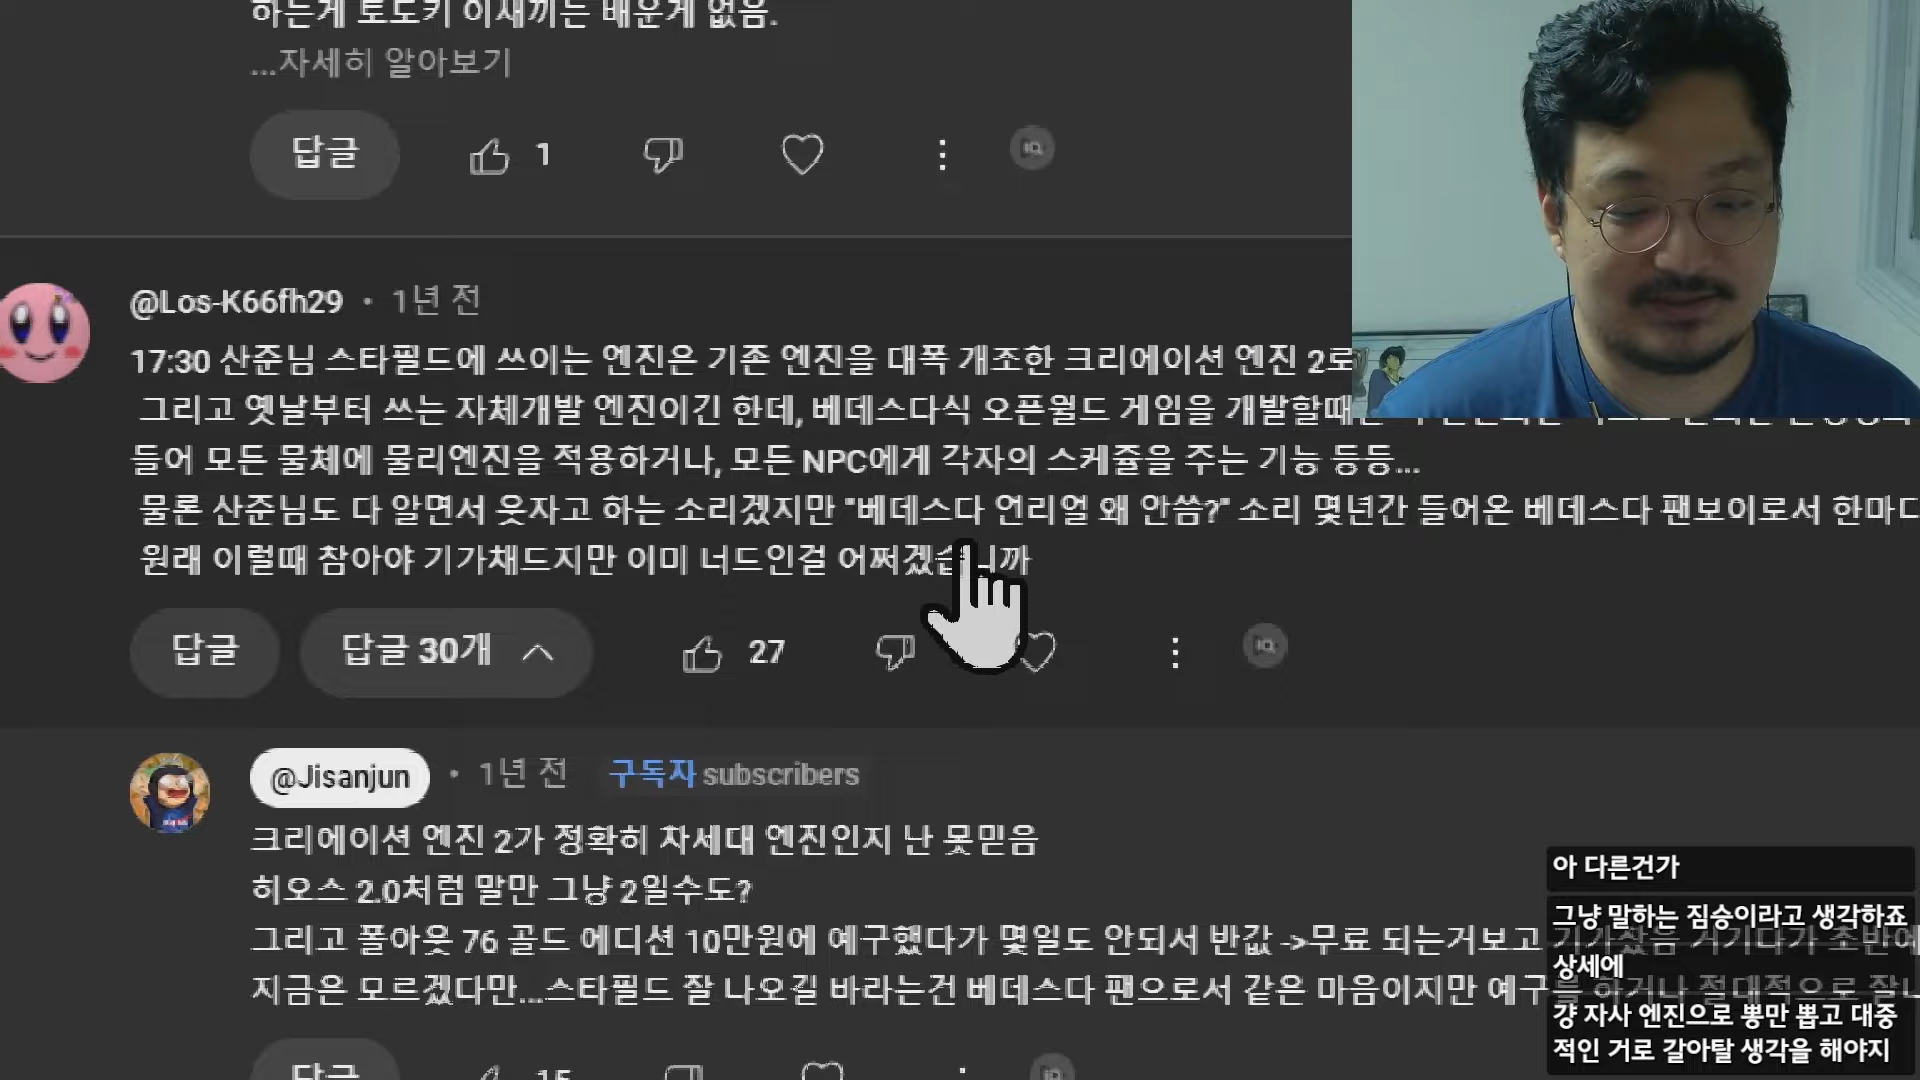 하는게 토도키 이새끼는 배운게 없음.
...자세히 알아보기
답글
1
@Los-K66fh29 · 1년 전
17:30 산준님 스타필드에 쓰이는 엔진은 기존 엔진을 대폭 개조한 크리에이션 엔진 2로
그리고 옛날부터 쓰는 자체개발 엔진이긴 한데, 베데스다식 오픈월드 게임을 개발할때
들어 모든 물체에 물리엔진을 적용하거나, 모든 NPC에게 각자의 스케쥴을 주는 기능 등등...
물론 산준님도 다 알면서 웃자고 하는 소리겠지만 "베데스다 언리얼 왜 안씀?" 소리 몇년간 들어온 베데스다 팬보이로서 한마디
원래 이럴때 참아야 기가채드지만 이미 너드인걸 어쩌겠습니까
답글
답글 30개
27
@Jisanjun · 1년 전 구독자 subscribers
크리에이션 엔진 2가 정확히 차세대 엔진인지 난 못믿음
히오스 2.0처럼 말만 그냥 2일수도?
그리고 폴아웃 76 골드 에디션 10만원에 예구했다가 몇일도 안되서 반값 ->무료 되는거보고
지금은 모르겠다만...스타필드 잘 나오길 바라는건 베데스다 팬으로서 같은 마음이지만 예구를 하거나 절대적으로
답글
15
아 다른건가
그냥 말하는 짐승이라고 생각하죠
상세에
걍 자사 엔진으로 뽕만 뽑고 대중
적인 거로 갈아탈 생각을 해야지